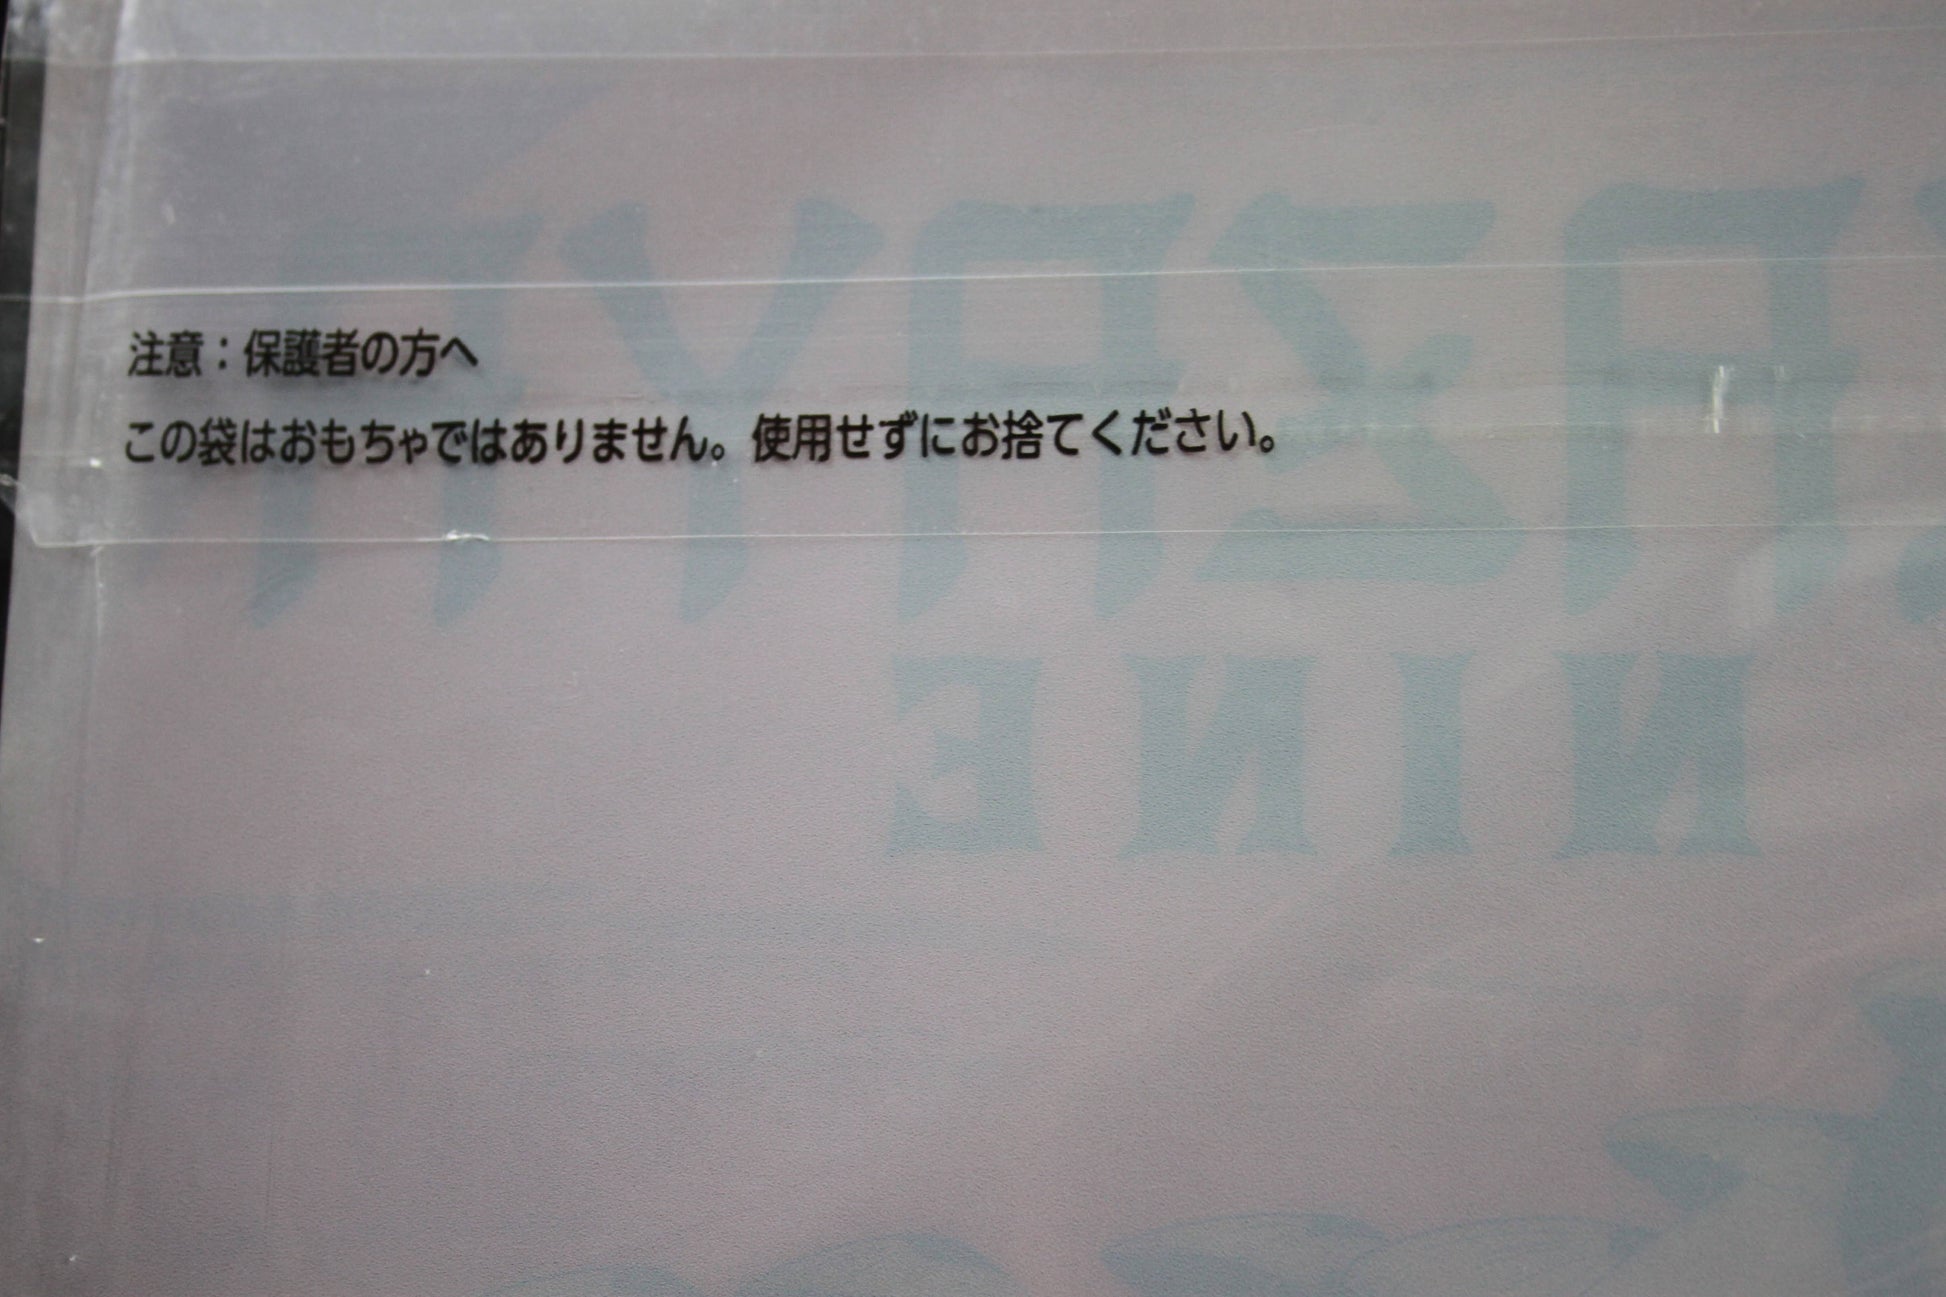 注意：保護者の方へ
この袋はおもちゃではありません。使用せずにお捨てください。
NINE